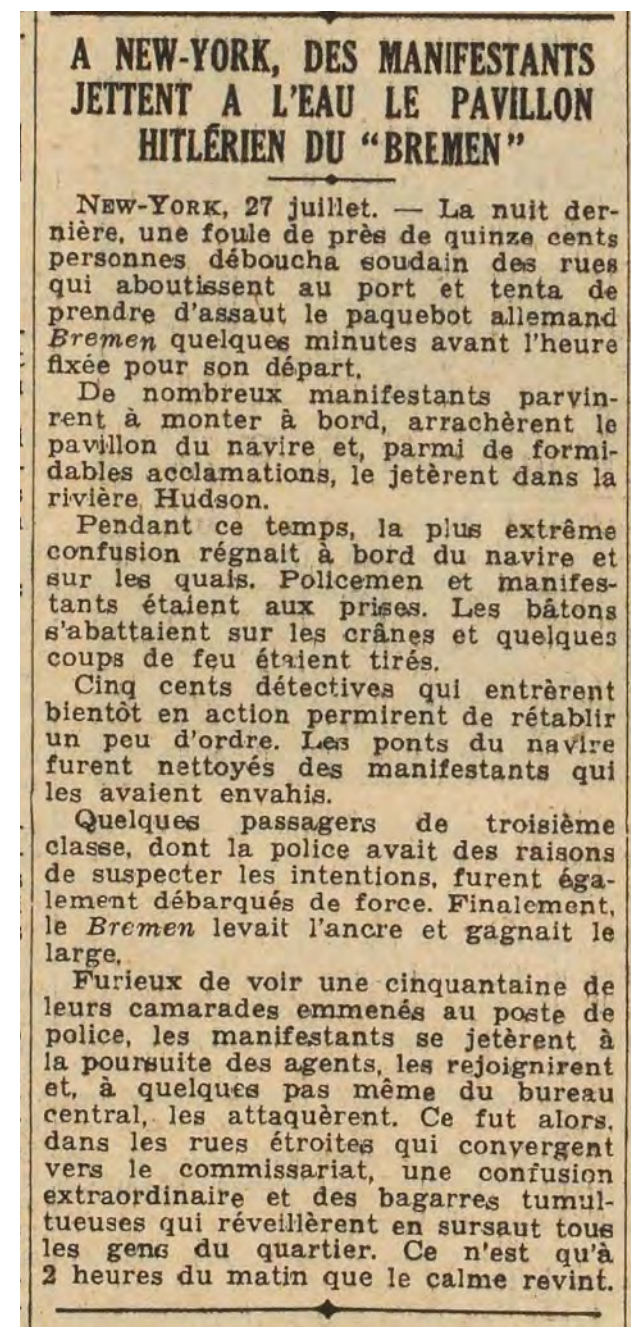 A NEW-YORK, DES MANIFESTANTS
JETTENT A L'EAU LE PAVILLON
HITLÉRIEN DU "BREMEN"
NEW-YORK, 27 juillet. — La nuit der-
nière, une foule de près de quinze cents
personnes déboucha soudain des rues
qui aboutissent au port et tenta de
prendre d'assaut le paquebot allemand
Bremen quelques minutes avant l'heure
fixée pour son départ.
De nombreux manifestants parvin-
rent à monter à bord, arrachèrent le
pavillon du navire et, parmi de formi-
dables acclamations, le jetèrent dans la
rivière Hudson.
Pendant ce temps, la plus extrême
confusion régnait à bord du navire et
sur les quais. Policemen et manifes-
tants étaient aux prises. Les bâtons
s'abattaient sur les crânes et quelques
coups de feu étaient tirés.
Cinq cents détectives qui entrèrent
bientôt en action permirent de rétablir
un peu d'ordre. Les ponts du navire
furent nettoyés des manifestants qui
les avaient envahis.
Quelques passagers de troisième
classe, dont la police avait des raisons
de suspecter les intentions, furent éga-
lement débarqués de force. Finalement,
le Bremen levait l'ancre et gagnait le
large.
Furieux de voir une cinquantaine de
leurs camarades emmenés au poste de
police, les manifestants se jetèrent à
la poursuite des agents, les rejoignirent
et, à quelques pas même du bureau
central, les attaquèrent. Ce fut alors,
dans les rues étroites qui convergent
vers le commissariat, une confusion
extraordinaire et des bagarres tumul-
tueuses qui réveillèrent en sursaut tous
les gens du quartier. Ce n'est qu'à
2 heures du matin que le calme revint.